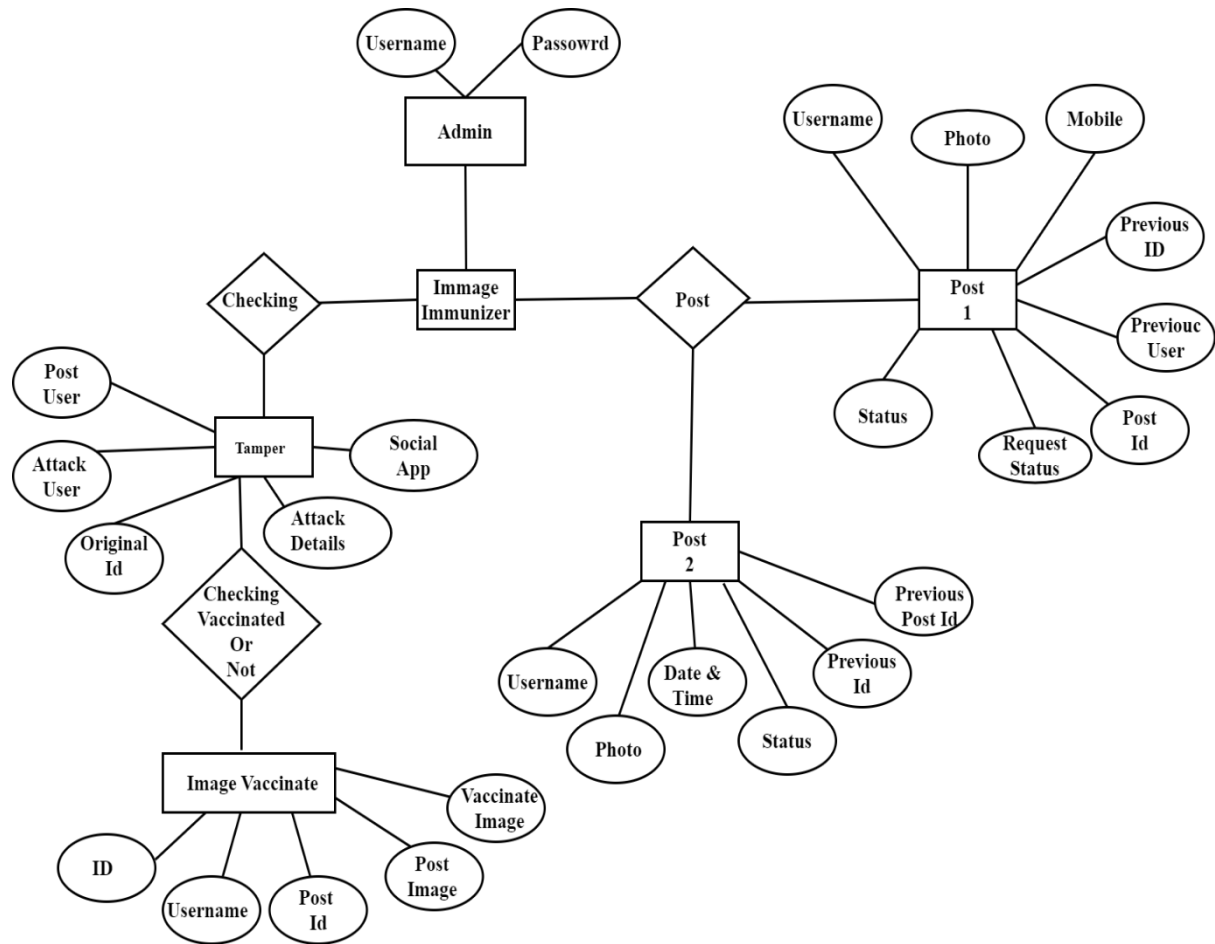 Username
Passowrd
Admin
Username
Photo
Mobile
Previous
ID
Checking
Immage
Immunizer
Post
Post
1
Previouc
User
Post
User
Status
Request
Status
Post
Id
Tamper
Social
App
Attack
User
Original
Id
Attack
Details
Post
2
Checking
Vaccinated
Or
Not
Previous
Post Id
Username
Date &
Time
Previous
Id
Photo
Status
Image Vaccinate
Vaccinate
Image
ID
Username
Post
Id
Post
Image